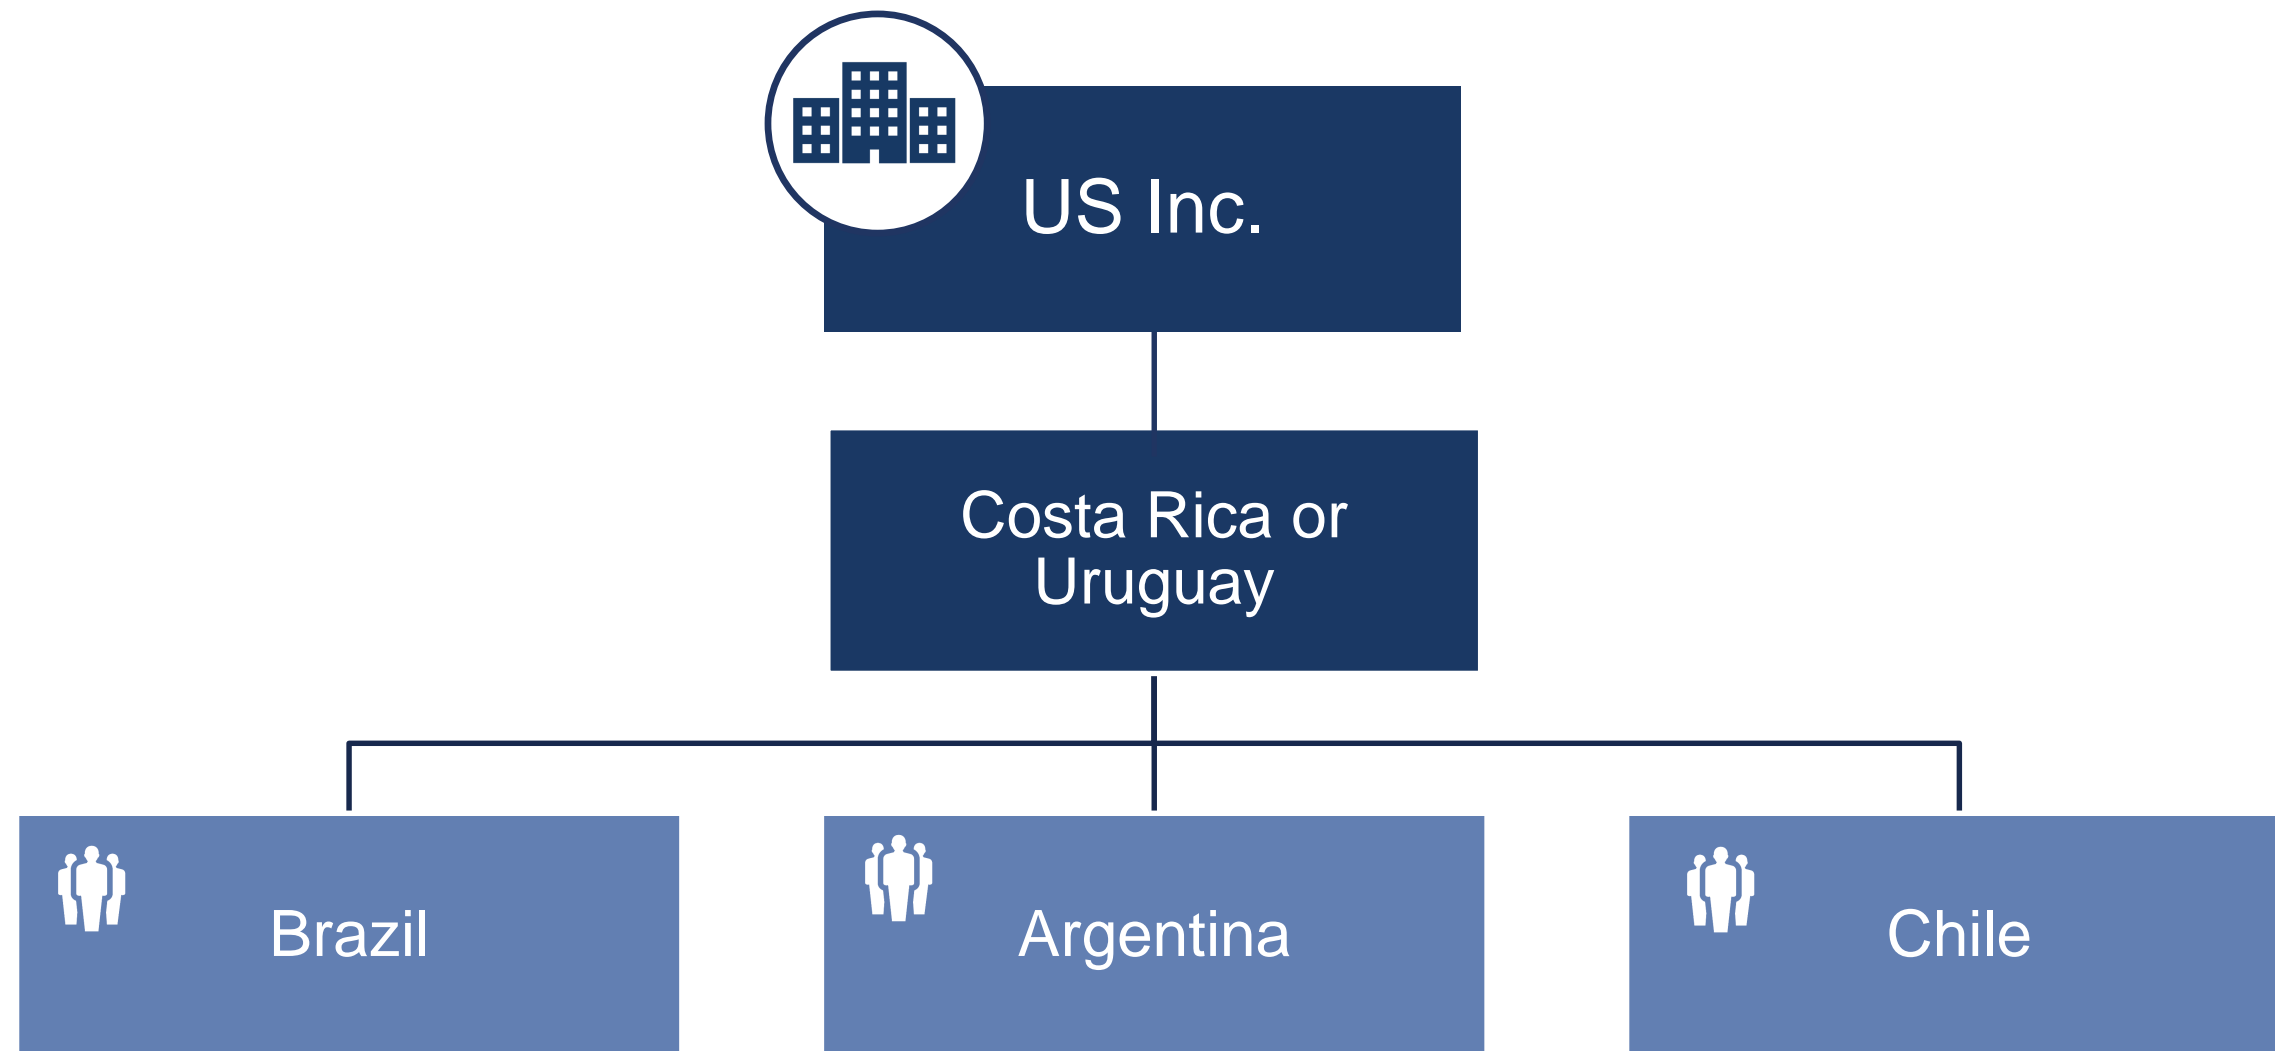 US Inc.
Costa Rica or
Uruguay
Brazil
Argentina
Chile